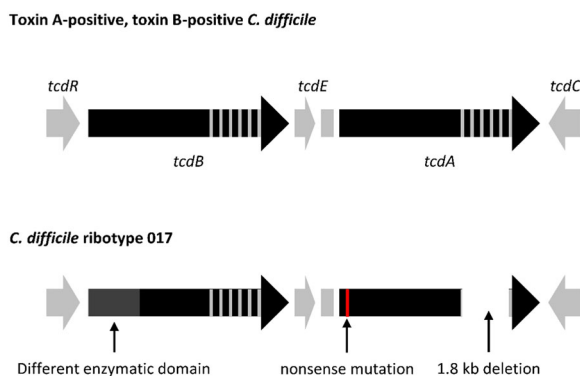 Toxin A-positive, toxin B-positive C. difficile
tcdR tcdE tcdC
tcdB tcdA
C. difficile ribotype 017
Different enzymatic domain nonsense mutation 1.8 kb deletion